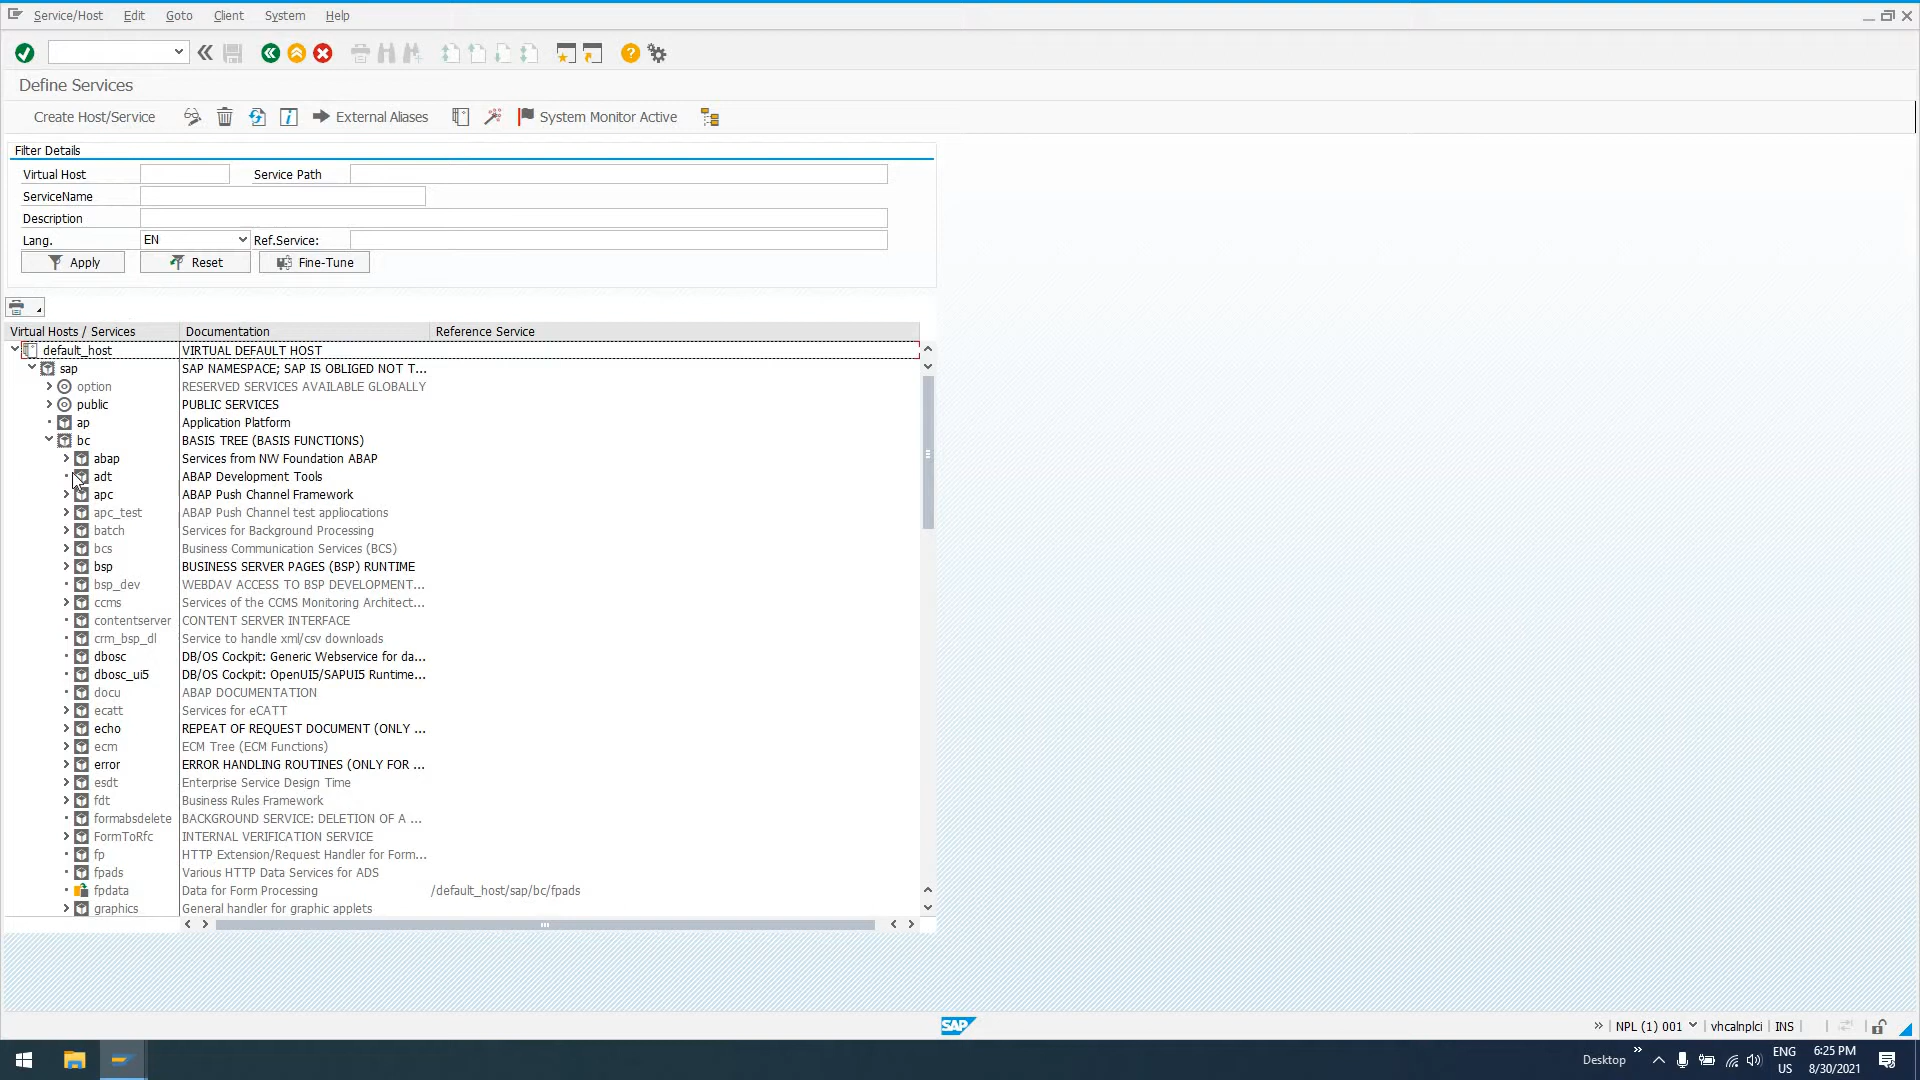 Service/Host Edit Goto Client System Help
Define Services
Create Host/Service External Aliases System Monitor Active
Filter Details
Virtual Host Service Path
ServiceName
Description
Lang. EN Ref.Service:
Apply Reset Fine-Tune
Virtual Hosts / Services Documentation Reference Service
default_host VIRTUAL DEFAULT HOST
sap SAP NAMESPACE; SAP IS OBLIGED NOT T...
option RESERVED SERVICES AVAILABLE GLOBALLY
public PUBLIC SERVICES
ap Application Platform
bc BASIS TREE (BASIS FUNCTIONS)
abap Services from NW Foundation ABAP
adt ABAP Development Tools
apc ABAP Push Channel Framework
apc_test ABAP Push Channel test appliocations
batch Services for Background Processing
bcs Business Communication Services (BCS)
bsp BUSINESS SERVER PAGES (BSP) RUNTIME
bsp_dev WEBDAV ACCESS TO BSP DEVELOPMENT...
ccms Services of the CCMS Monitoring Architect...
contentserver CONTENT SERVER INTERFACE
crm_bsp_dl Service to handle xml/csv downloads
dbosc DB/OS Cockpit: Generic Webservice for da...
dbosc_ui5 DB/OS Cockpit: OpenUI5/SAPUI5 Runtime...
docu ABAP DOCUMENTATION
ecatt Services for eCATT
echo REPEAT OF REQUEST DOCUMENT (ONLY ...
ecm ECM Tree (ECM Functions)
error ERROR HANDLING ROUTINES (ONLY FOR ...
esdt Enterprise Service Design Time
fdt Business Rules Framework
formabsdelete BACKGROUND SERVICE: DELETION OF A ...
FormToRfc INTERNAL VERIFICATION SERVICE
fp HTTP Extension/Request Handler for Form...
fpads Various HTTP Data Services for ADS
fpdata Data for Form Processing /default_host/sap/bc/fpads
graphics General handler for graphic applets
SAP NPL (1) 001 vhcalnplci INS
Desktop ENG 6:25 PM
US 8/30/2021